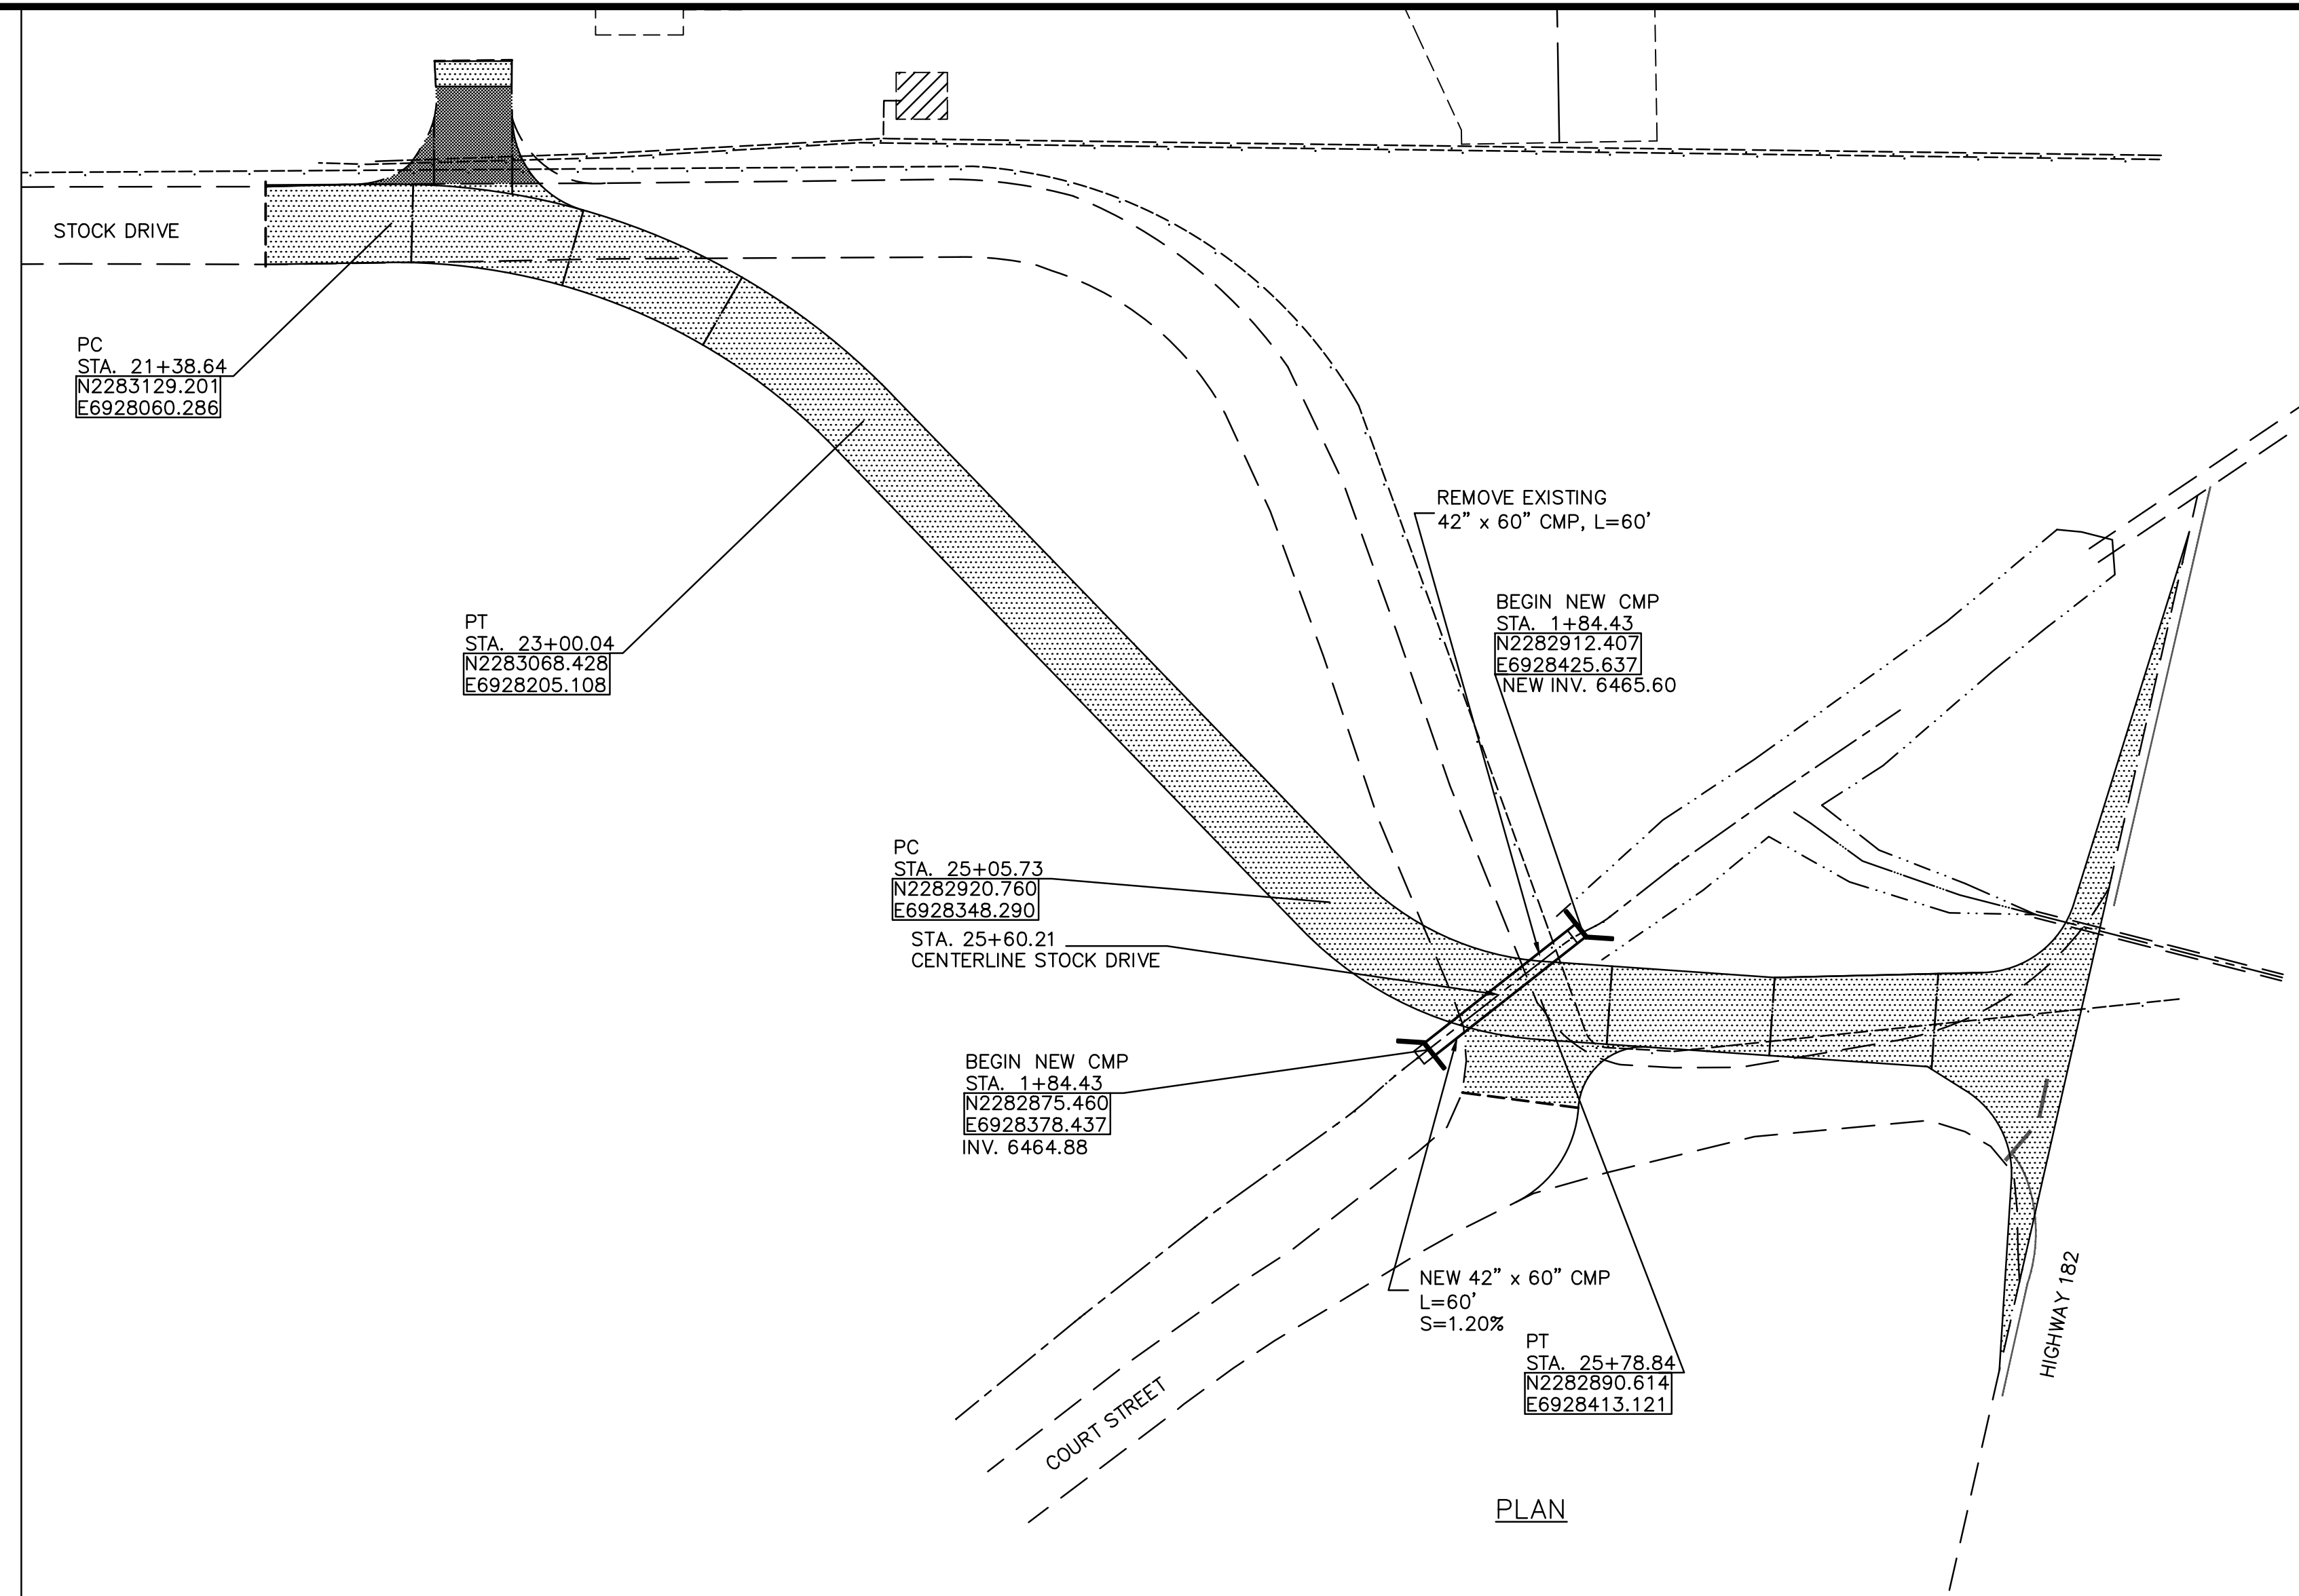 STOCK DRIVE
PC
STA. 21+38.64
N2283129.201
E6928060.286
PT
STA. 23+00.04
N2283068.428
E6928205.108
REMOVE EXISTING
42” x 60” CMP, L=60’
BEGIN NEW CMP
STA. 1+84.43
N2282912.407
E6928425.637
NEW INV. 6465.60
PC
STA. 25+05.73
N2282920.760
E6928348.290
STA. 25+60.21
CENTERLINE STOCK DRIVE
BEGIN NEW CMP
STA. 1+84.43
N2282875.460
E6928378.437
INV. 6464.88
NEW 42” x 60” CMP
L=60’
S=1.20%
PT
STA. 25+78.84
N2282890.614
E6928413.121
HIGHWAY 182
COURT STREET
PLAN